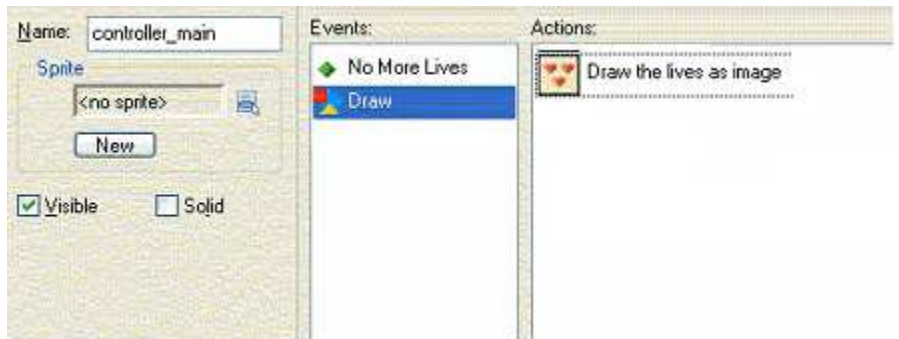 Name: controller_main
Sprite
<no sprite>
New
Visible Solid
Events:
No More Lives
Draw
Actions:
Draw the lives as image